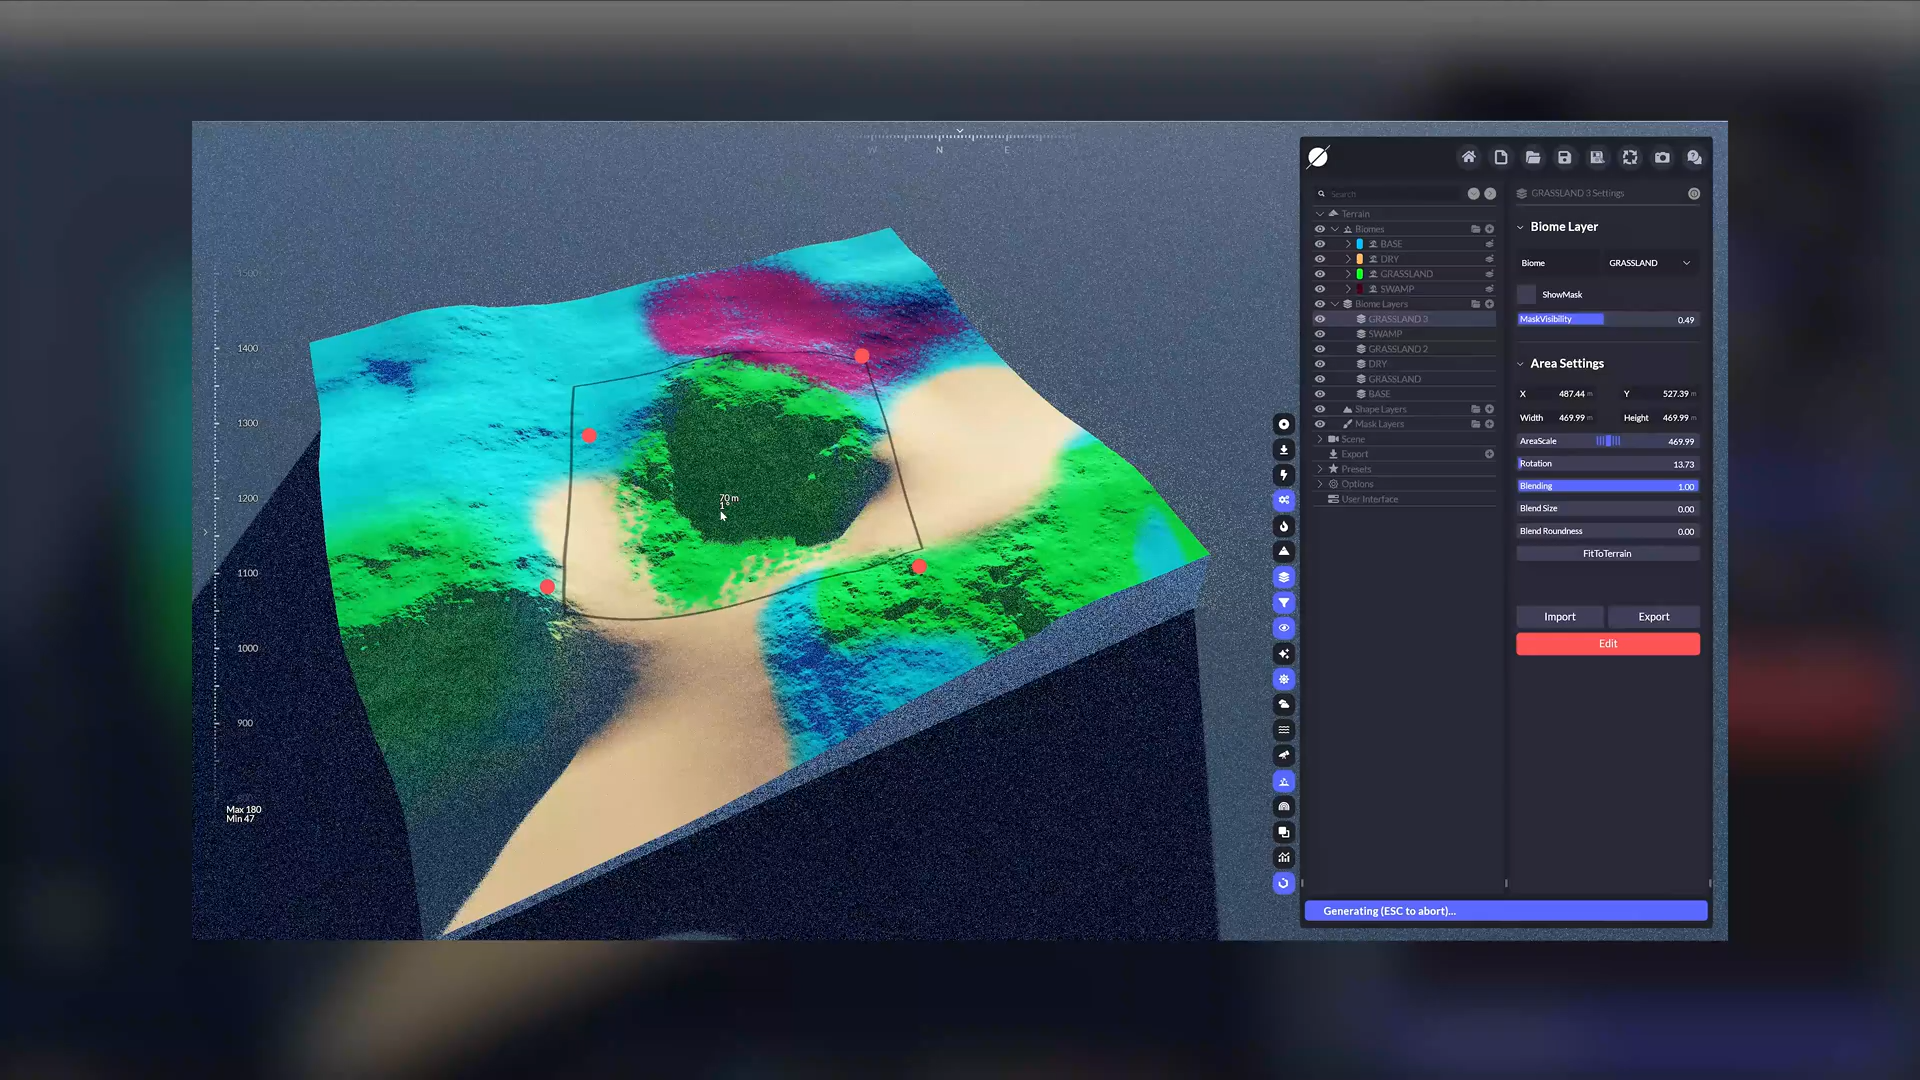 W N E
1500
1400
1300
1200
1100
1000
900
Max 180
Min 47
70 m
1°
Search
Terrain
Biomes
BASE
DRY
GRASSLAND
SWAMP
Biome Layers
GRASSLAND 3
SWAMP
GRASSLAND 2
DRY
GRASSLAND
BASE
Shape Layers
Mask Layers
Scene
Export
Presets
Options
User Interface
GRASSLAND 3 Settings
Biome Layer
Biome GRASSLAND
ShowMask
MaskVisibility 0.49
Area Settings
X 487.44 m Y 527.39 m
Width 469.99 m Height 469.99 m
AreaScale 469.99
Rotation 13.73
Blending 1.00
Blend Size 0.00
Blend Roundness 0.00
FitToTerrain
Import Export
Edit
Generating (ESC to abort)...